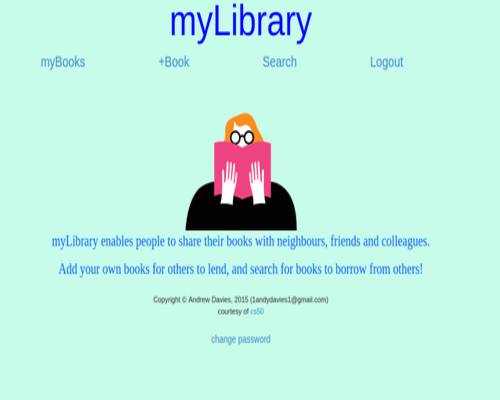 myLibrary
myBooks +Book Search Logout
myLibrary enables people to share their books with neighbours, friends and colleagues.
Add your own books for others to lend, and search for books to borrow from others!
Copyright © Andrew Davies, 2015 (1andydavies1@gmail.com)
courtesy of cs50
change password